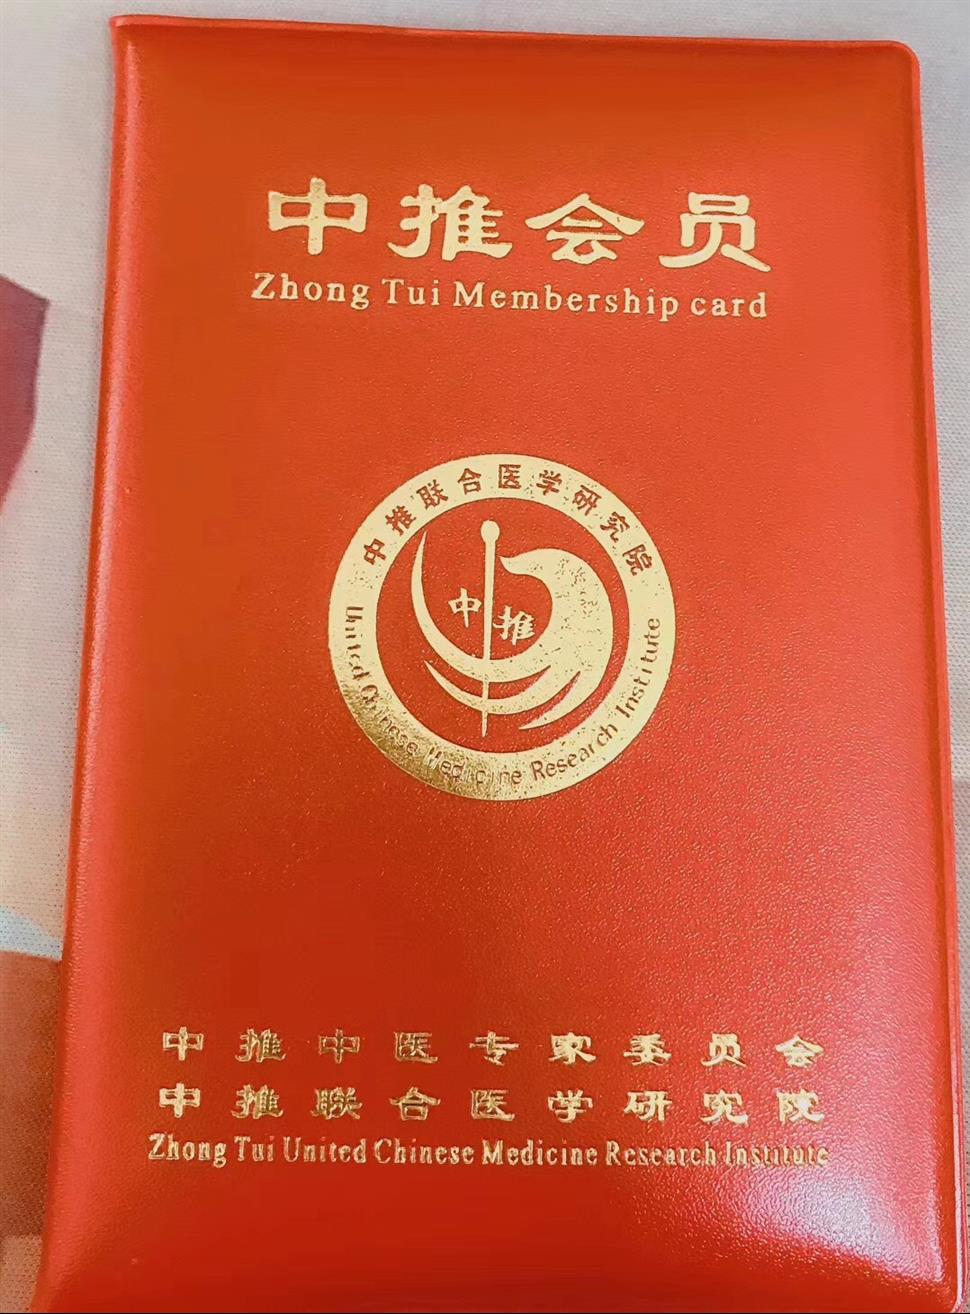 中推会员
Zhong Tui Membership card
中推联合医学研究院
中推
United Chinese Medicine Research Institute
中推中医专家委员会
中推联合医学研究院
Zhong Tui United Chinese Medicine Research Institute